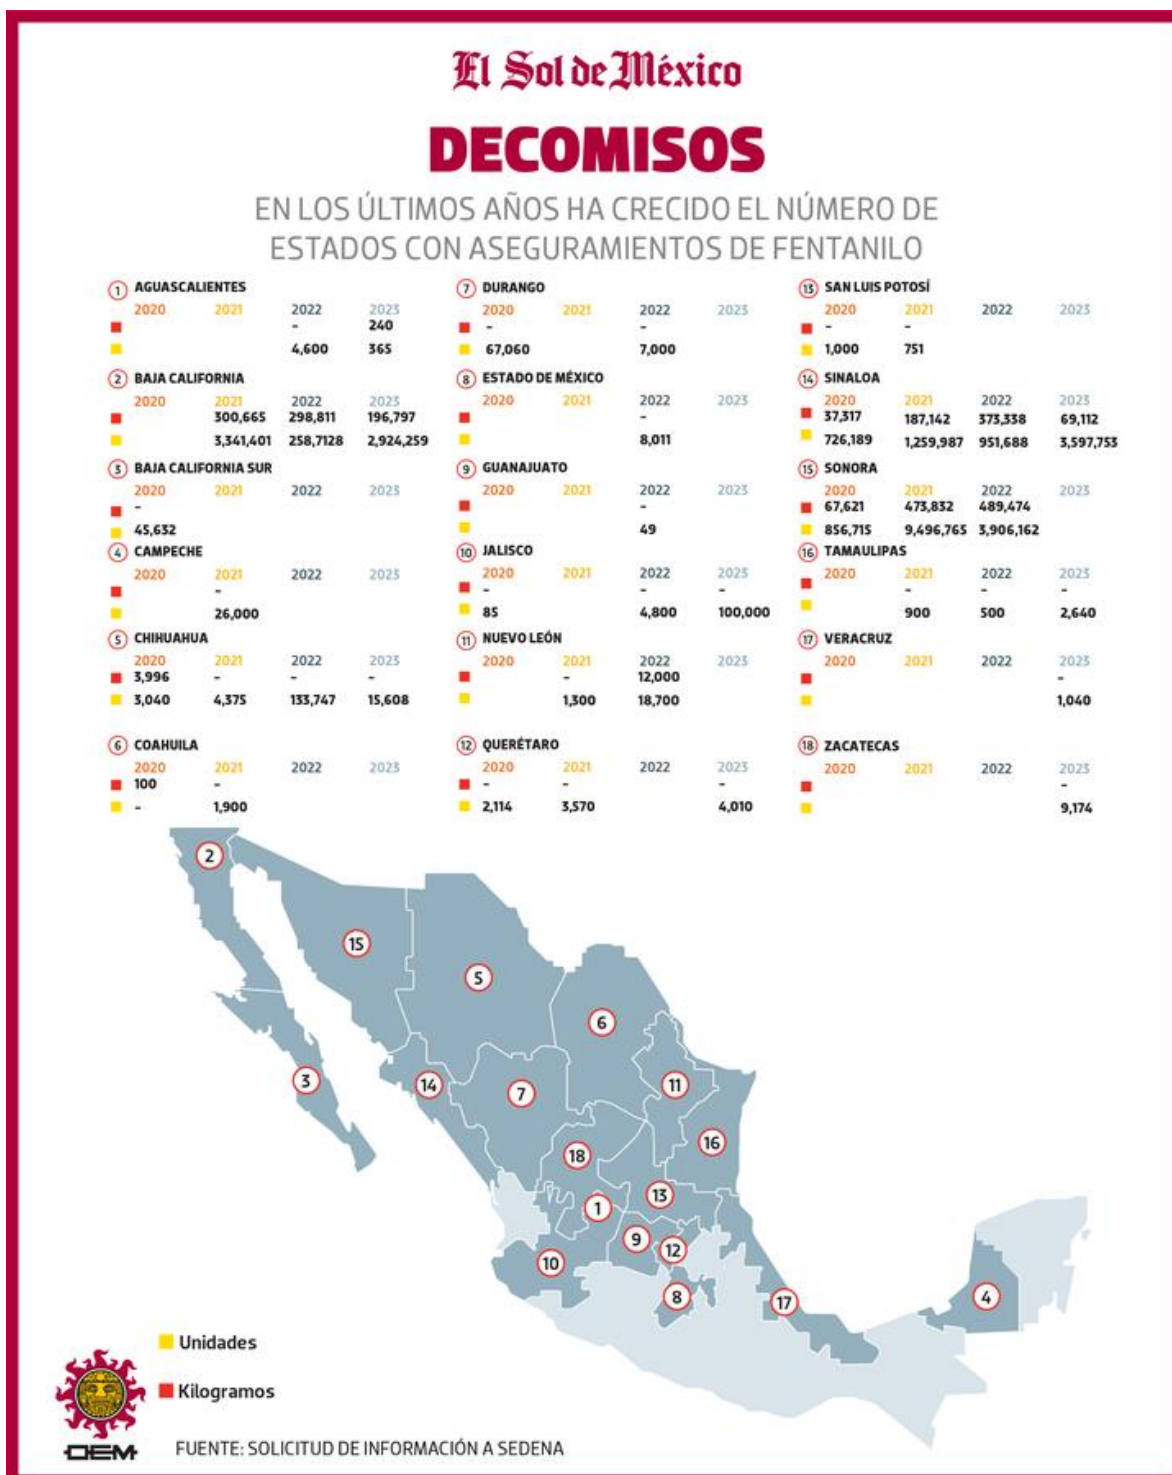 El Sol de México
DECOMISOS
EN LOS ÚLTIMOS AÑOS HA CRECIDO EL NÚMERO DE
ESTADOS CON ASEGURAMIENTOS DE FENTANILO
1 AGUASCALIENTES
2020 2021 2022 2023
- 240
4,600 365
2 BAJA CALIFORNIA
2020 2021 2022 2023
300,665 298,811 196,797
3,341,401 258,7128 2,924,259
3 BAJA CALIFORNIA SUR
2020 2021 2022 2023
-
45,632
4 CAMPECHE
2020 2021 2022 2023
-
26,000
5 CHIHUAHUA
2020 2021 2022 2023
3,996 - - -
3,040 4,375 133,747 15,608
6 COAHUILA
2020 2021 2022 2023
100 -
- 1,900
7 DURANGO
2020 2021 2022 2023
- -
67,060 7,000
8 ESTADO DE MÉXICO
2020 2021 2022 2023
-
8,011
9 GUANAJUATO
2020 2021 2022 2023
-
49
10 JALISCO
2020 2021 2022 2023
- - -
85 4,800 100,000
11 NUEVO LEÓN
2020 2021 2022 2023
- 12,000
1,300 18,700
12 QUERÉTARO
2020 2021 2022 2023
- - -
2,114 3,570 4,010
13 SAN LUIS POTOSÍ
2020 2021 2022 2023
- -
1,000 751
14 SINALOA
2020 2021 2022 2023
37,317 187,142 373,338 69,112
726,189 1,259,987 951,688 3,597,753
15 SONORA
2020 2021 2022 2023
67,621 473,832 489,474
856,715 9,496,765 3,906,162
16 TAMAULIPAS
2020 2021 2022 2023
- - -
900 500 2,640
17 VERACRUZ
2020 2021 2022 2023
-
1,040
18 ZACATECAS
2020 2021 2022 2023
-
9,174
2
15
5
6
3
14
7
11
16
18
13
1
9
12
10
8
17
4
Unidades
Kilogramos
OEM
FUENTE: SOLICITUD DE INFORMACIÓN A SEDENA